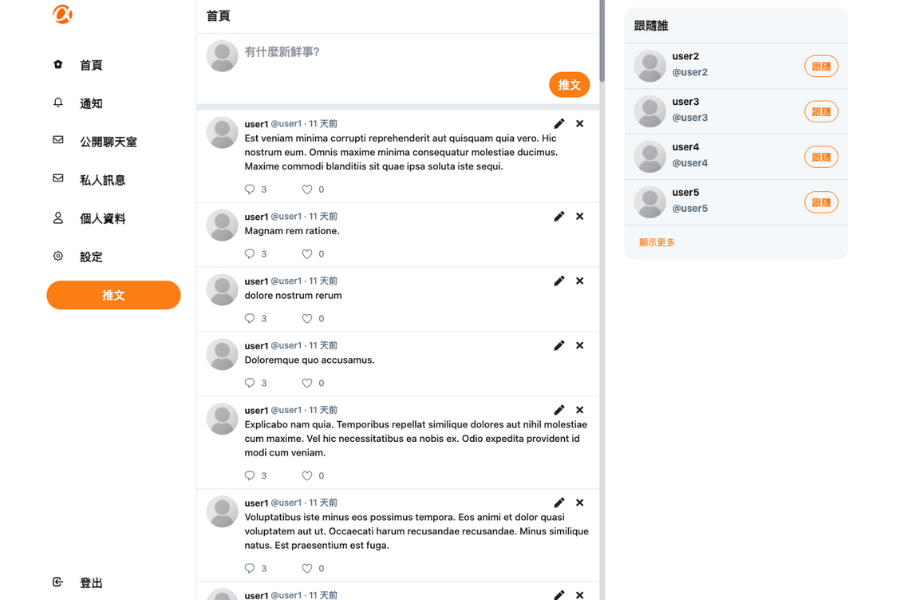 首頁
通知
公開聊天室
私人訊息
個人資料
設定
推文
登出
首頁
有什麼新鮮事?
推文
user1 @user1 · 11 天前
Est veniam minima corrupti reprehenderit aut quisquam quia vero. Hic
nostrum eum. Omnis maxime minima consequatur molestiae ducimus.
Maxime commodi blanditiis sit quae ipsa soluta iste sequi.
3 0
user1 @user1 · 11 天前
Magnam rem ratione.
3 0
user1 @user1 · 11 天前
dolore nostrum rerum
3 0
user1 @user1 · 11 天前
Doloremque quo accusamus.
3 0
user1 @user1 · 11 天前
Explicabo nam quia. Temporibus repellat similique dolores aut nihil molestiae
cum maxime. Vel hic necessitatibus ea nobis ex. Odio expedita provident id
modi cum veniam.
3 0
user1 @user1 · 11 天前
Voluptatibus iste minus eos possimus tempora. Eos animi et dolor quasi
voluptatem aut ut. Occaecati harum recusandae recusandae. Minus similique
natus. Est praesentium est fuga.
3 0
user1 @user1 · 11 天前
跟隨誰
user2
@user2
跟隨
user3
@user3
跟隨
user4
@user4
跟隨
user5
@user5
跟隨
顯示更多